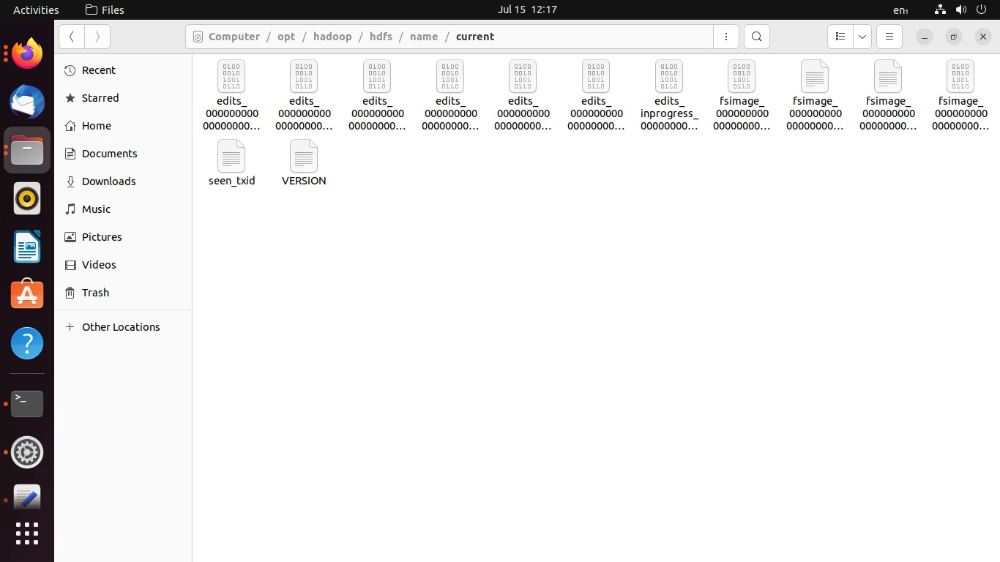 Activities Files Jul 15 12:17 en₁
Computer / opt / hadoop / hdfs / name / current
Recent
Starred
Home
Documents
Downloads
Music
Pictures
Videos
Trash
Other Locations
edits_
000000000
00000000...
edits_
000000000
00000000...
edits_
000000000
00000000...
edits_
000000000
00000000...
edits_
000000000
00000000...
edits_
000000000
00000000...
edits_
inprogress_
00000000...
fsimage_
000000000
00000000...
fsimage_
000000000
00000000...
fsimage_
000000000
00000000...
fsimage_
000000000
00000000...
seen_txid
VERSION